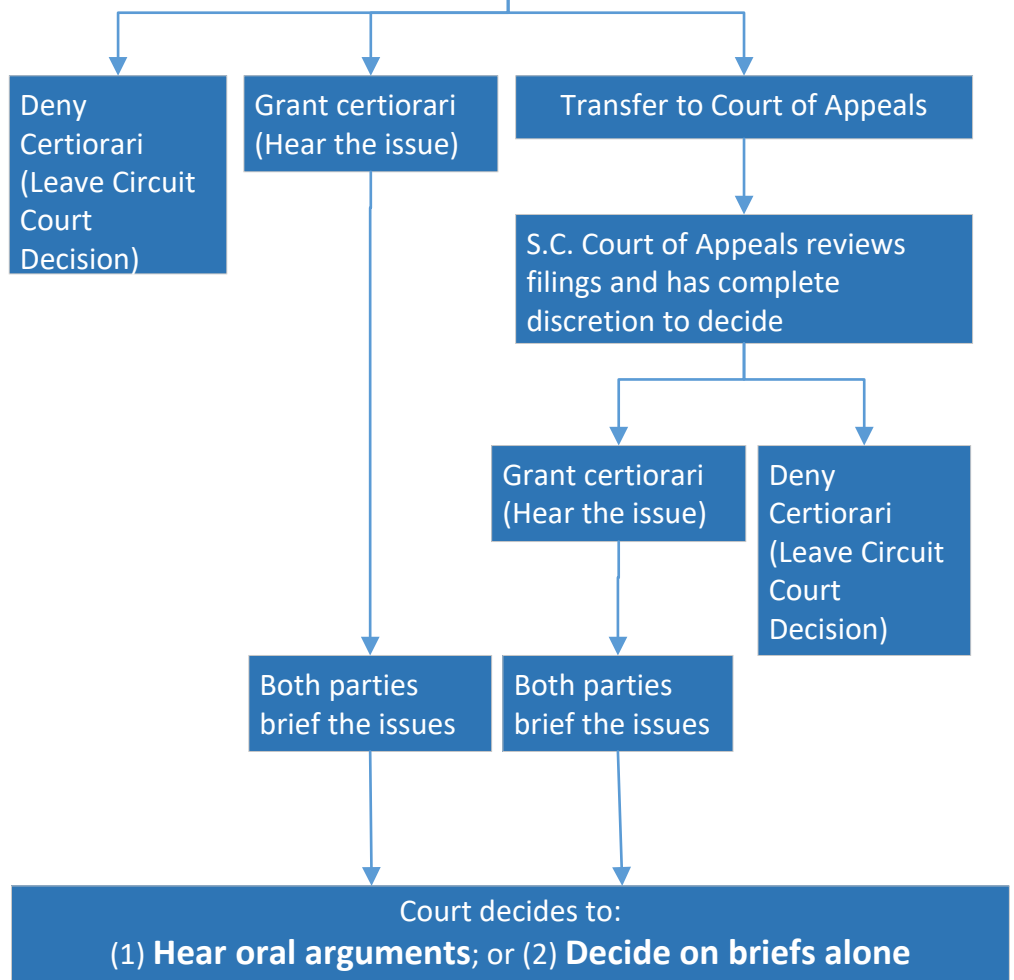 Deny
Certiorari
(Leave Circuit
Court
Decision)
Grant certiorari
(Hear the issue)
Transfer to Court of Appeals
S.C. Court of Appeals reviews
filings and has complete
discretion to decide
Grant certiorari
(Hear the issue)
Deny
Certiorari
(Leave Circuit
Court
Decision)
Both parties
brief the issues
Both parties
brief the issues
Court decides to:
(1) Hear oral arguments; or (2) Decide on briefs alone